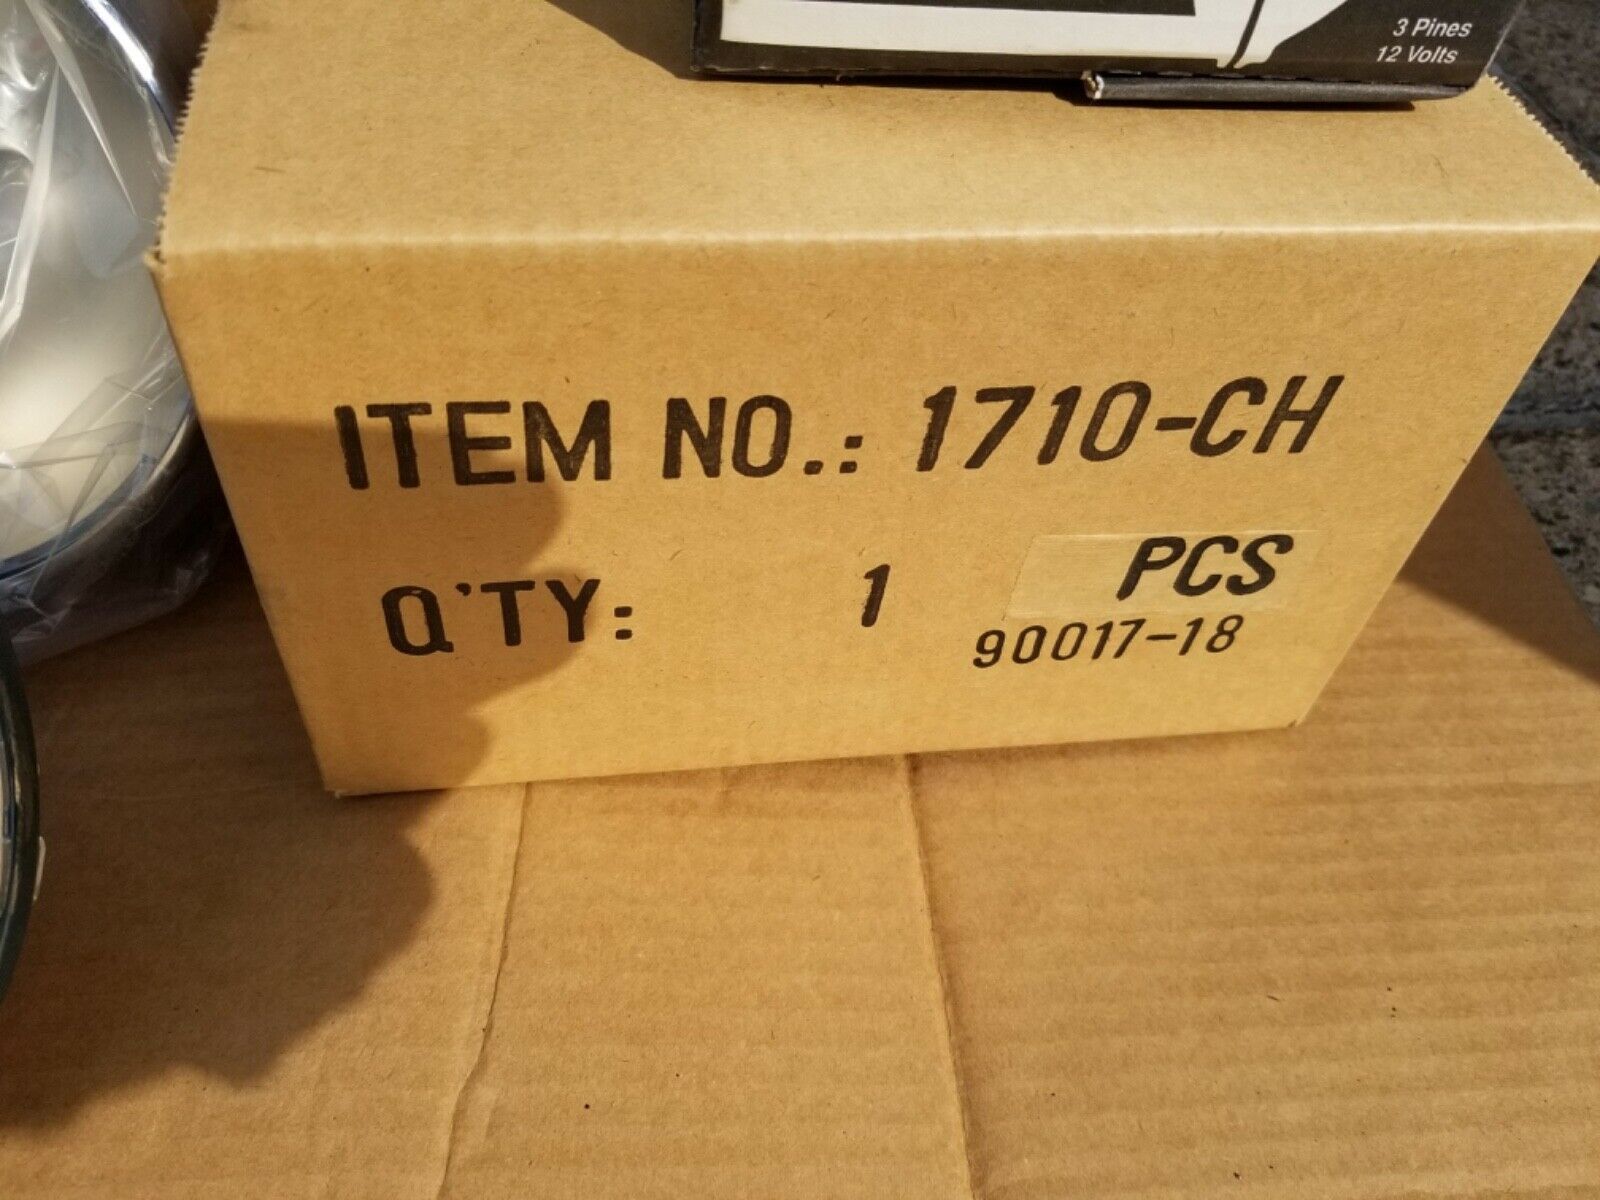 3 Pines
12 Volts
ITEM NO.: 1710-CH
Q'TY: 1 PCS
90017-18